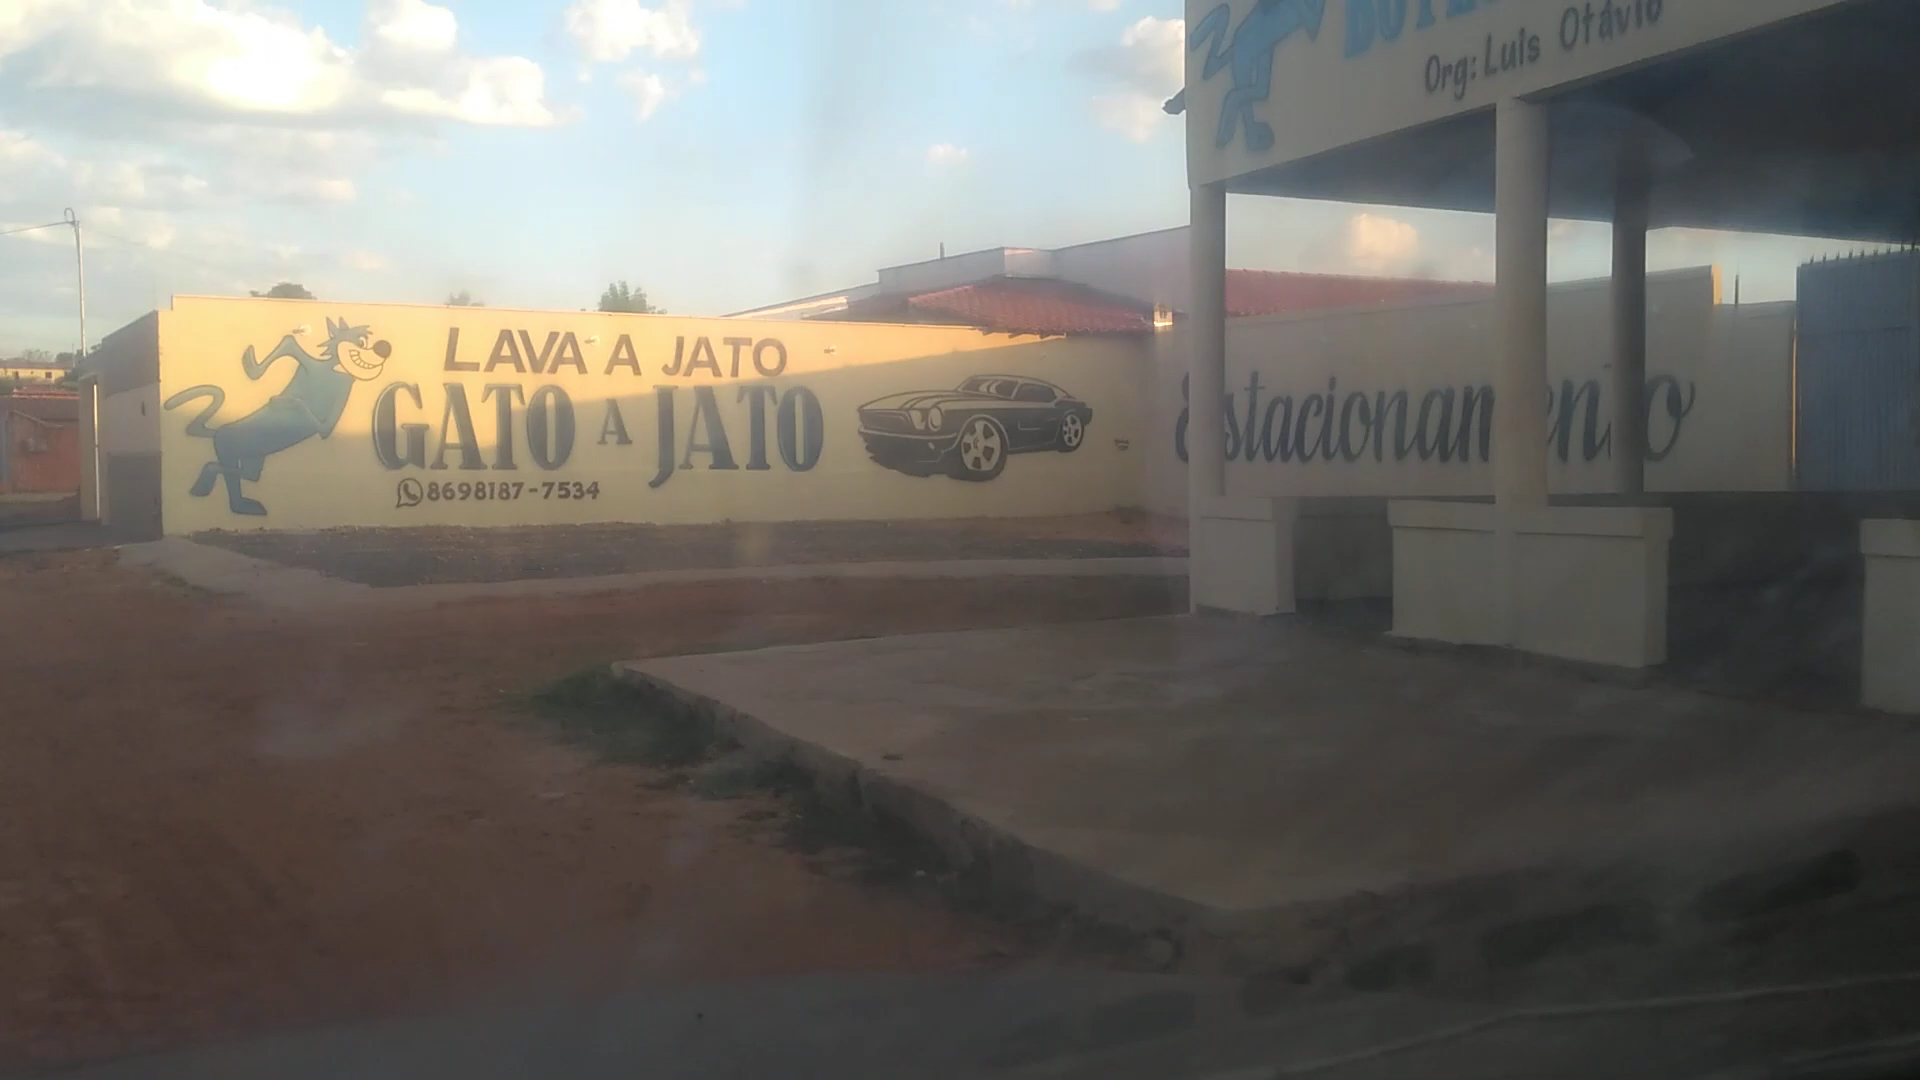 LAVA A JATO
GATO A JATO
8698187-7534
Estacionamento
Org: Luis Otávio